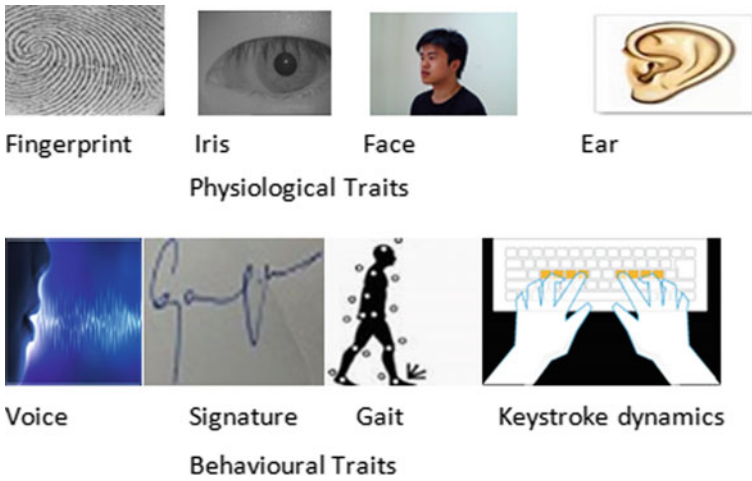 Fingerprint Iris Face Ear
Physiological Traits
Voice Signature Gait Keystroke dynamics
Behavioural Traits